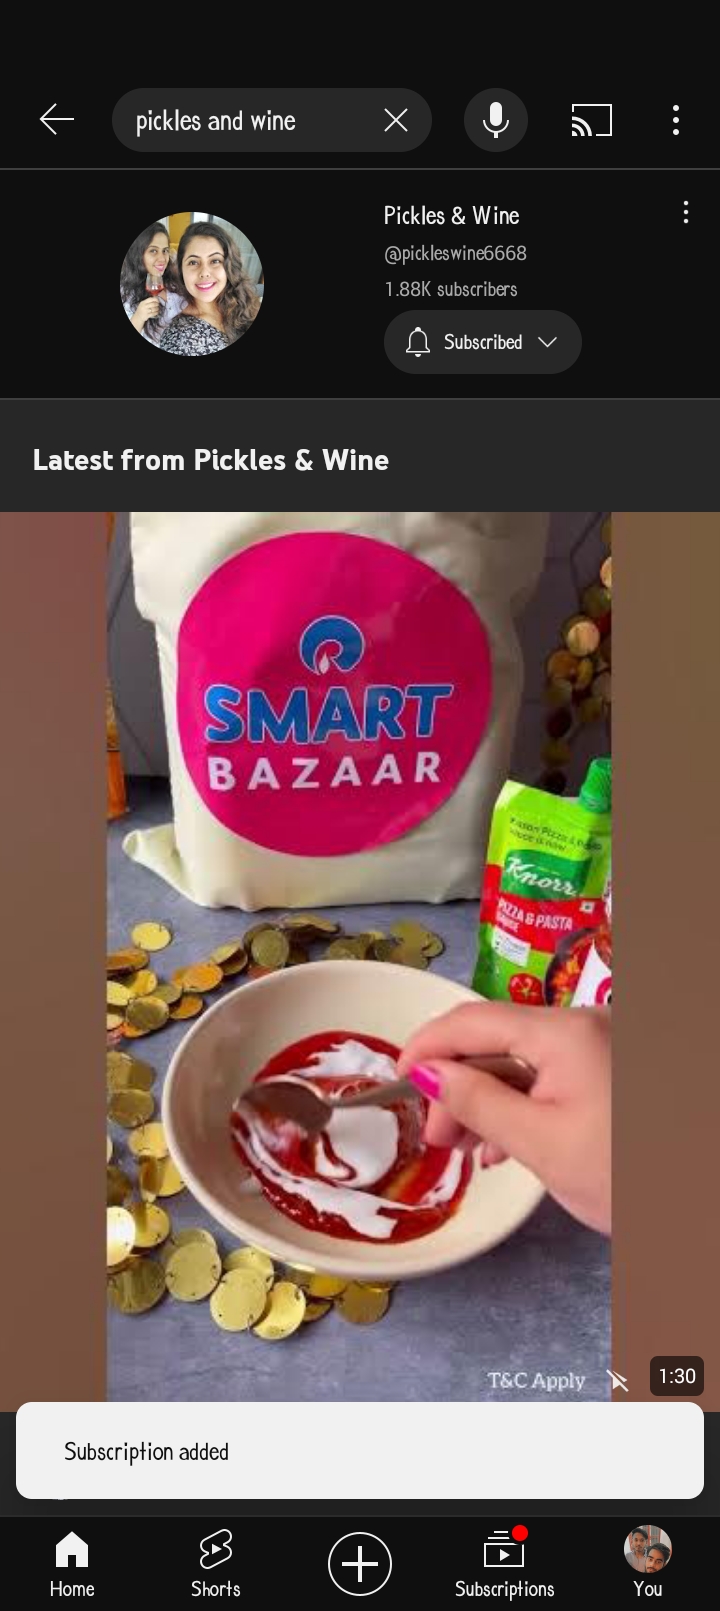 pickles and wine
Pickles & Wine
@pickleswine6668
1.88K subscribers
Subscribed
Latest from Pickles & Wine
SMART
BAZAAR
Knorr
PIZZA & PASTA
T&C Apply
1:30
Subscription added
Home
Shorts
Subscriptions
You